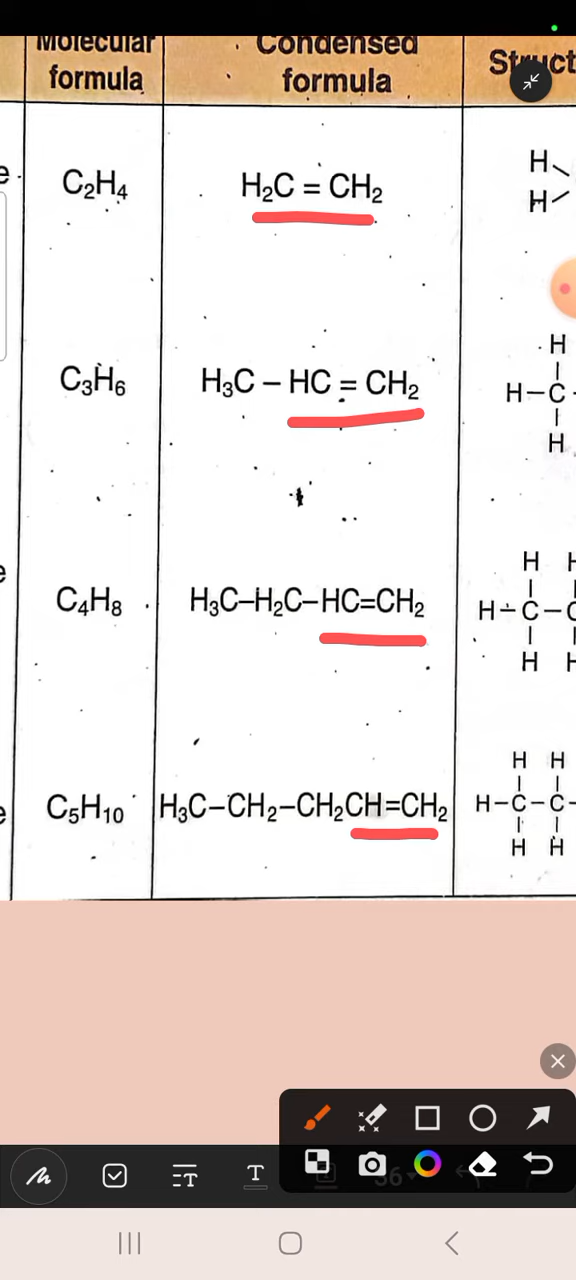 Molecular formula
Condensed formula
Struct
e
C₂H₄
H₂C = CH₂
H
H
C₃H₆
H₃C – HC = CH₂
H
H–C
H
e
C₄H₈
H₃C–H₂C–HC=CH₂
H H
H–C–C
H H
e
C₅H₁₀
H₃C–CH₂–CH₂CH=CH₂
H H
H–C–C–
H H
T
T
36